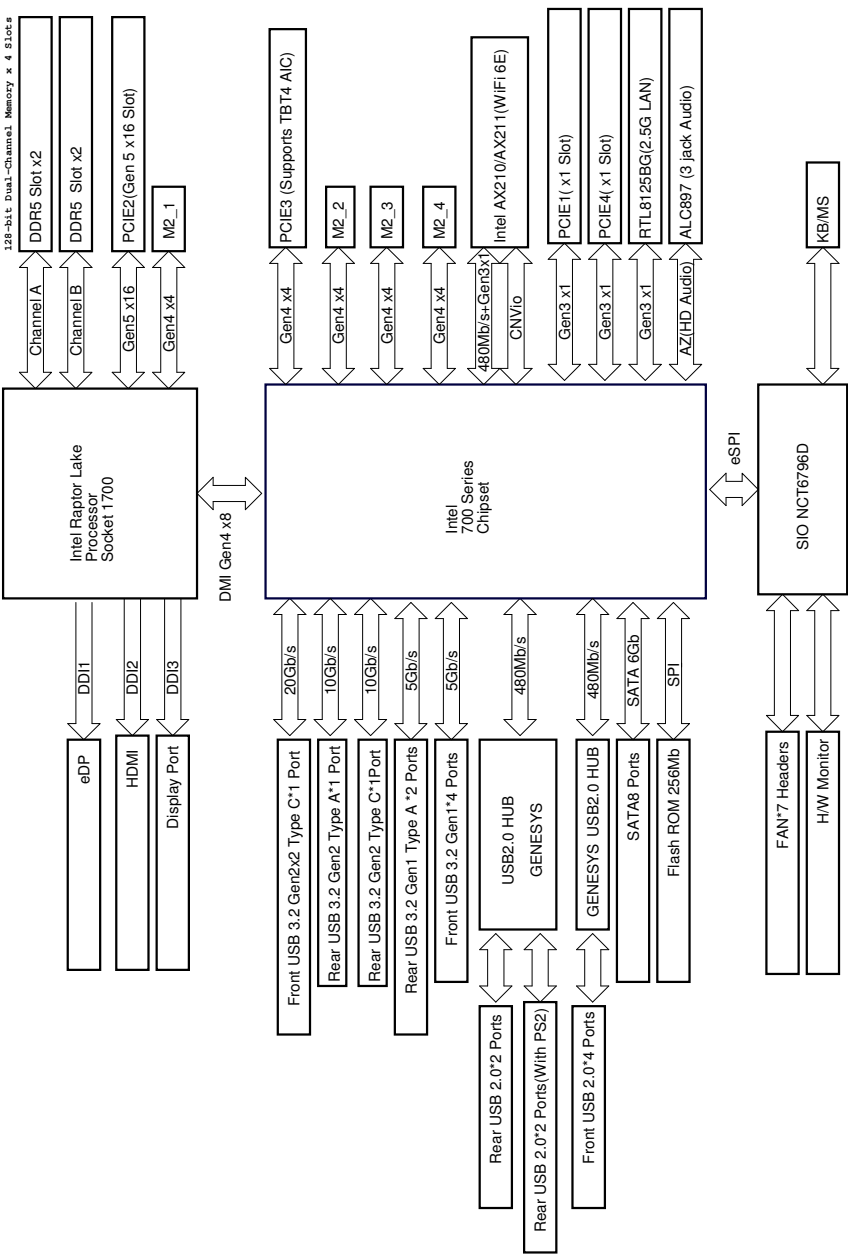 128-bit Dual-Channel Memory x 4 Slots
DDR5 Slot x2
Channel A
DDR5 Slot x2
Channel B
PCIE2(Gen 5 x16 Slot)
Gen5 x16
M2_1
Gen4 x4
Intel Raptor Lake
Processor
Socket 1700
DDI1
eDP
DDI2
HDMI
DDI3
Display Port
DMI Gen4 x8
PCIE3 (Supports TBT4 AIC)
Gen4 x4
M2_2
Gen4 x4
M2_3
Gen4 x4
M2_4
Gen4 x4
Intel AX210/AX211(WiFi 6E)
480Mb/s+Gen3x1
CNVio
PCIE1( x1 Slot)
Gen3 x1
PCIE4( x1 Slot)
Gen3 x1
RTL8125BG(2.5G LAN)
Gen3 x1
ALC897 (3 jack Audio)
AZ(HD Audio)
Intel
700 Series
Chipset
20Gb/s
Front USB 3.2 Gen2x2 Type C*1 Port
10Gb/s
Rear USB 3.2 Gen2 Type A*1 Port
10Gb/s
Rear USB 3.2 Gen2 Type C*1Port
5Gb/s
Rear USB 3.2 Gen1 Type A *2 Ports
5Gb/s
Front USB 3.2 Gen1*4 Ports
480Mb/s
USB2.0 HUB
GENESYS
Rear USB 2.0*2 Ports
Rear USB 2.0*2 Ports(With PS2)
480Mb/s
GENESYS USB2.0 HUB
Front USB 2.0*4 Ports
SATA 6Gb
SATA8 Ports
SPI
Flash ROM 256Mb
eSPI
KB/MS
SIO NCT6796D
FAN*7 Headers
H/W Monitor